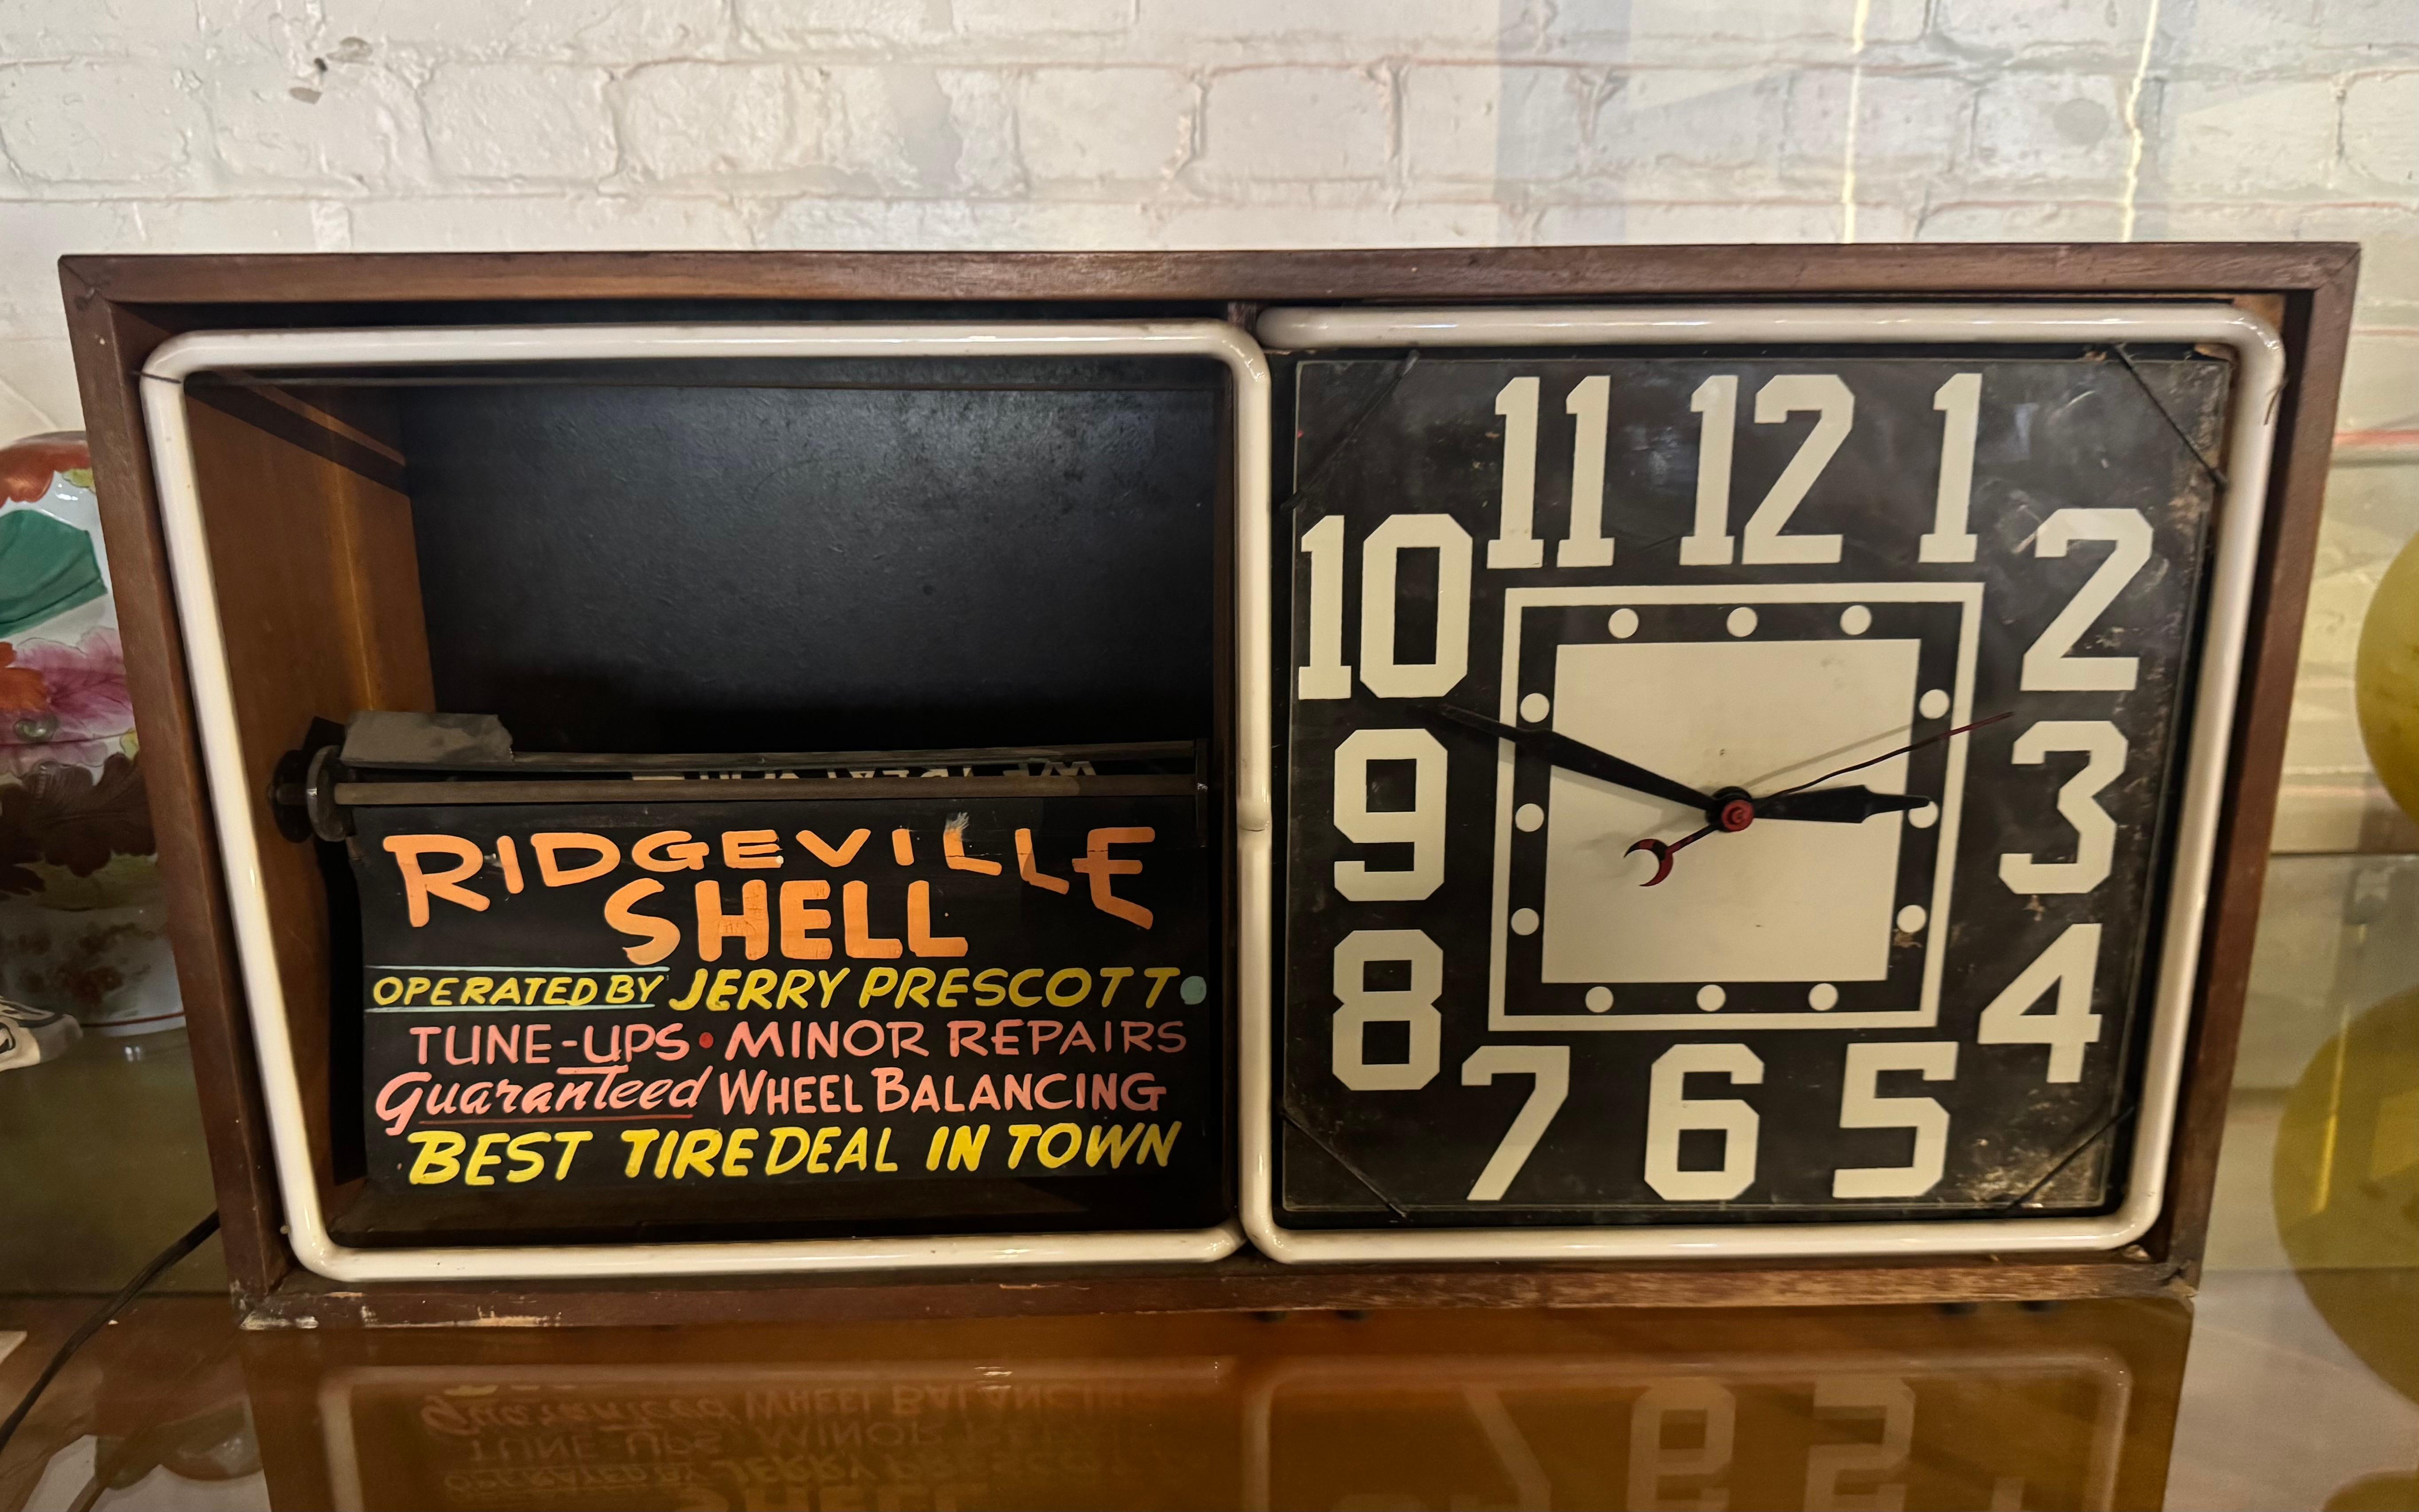 RIDGEVILLE
SHELL
OPERATED BY JERRY PRESCOTT
TUNE-UPS • MINOR REPAIRS
Guaranteed WHEEL BALANCING
BEST TIRE DEAL IN TOWN
11 12 1
10 2
9 3
8 4
7 6 5